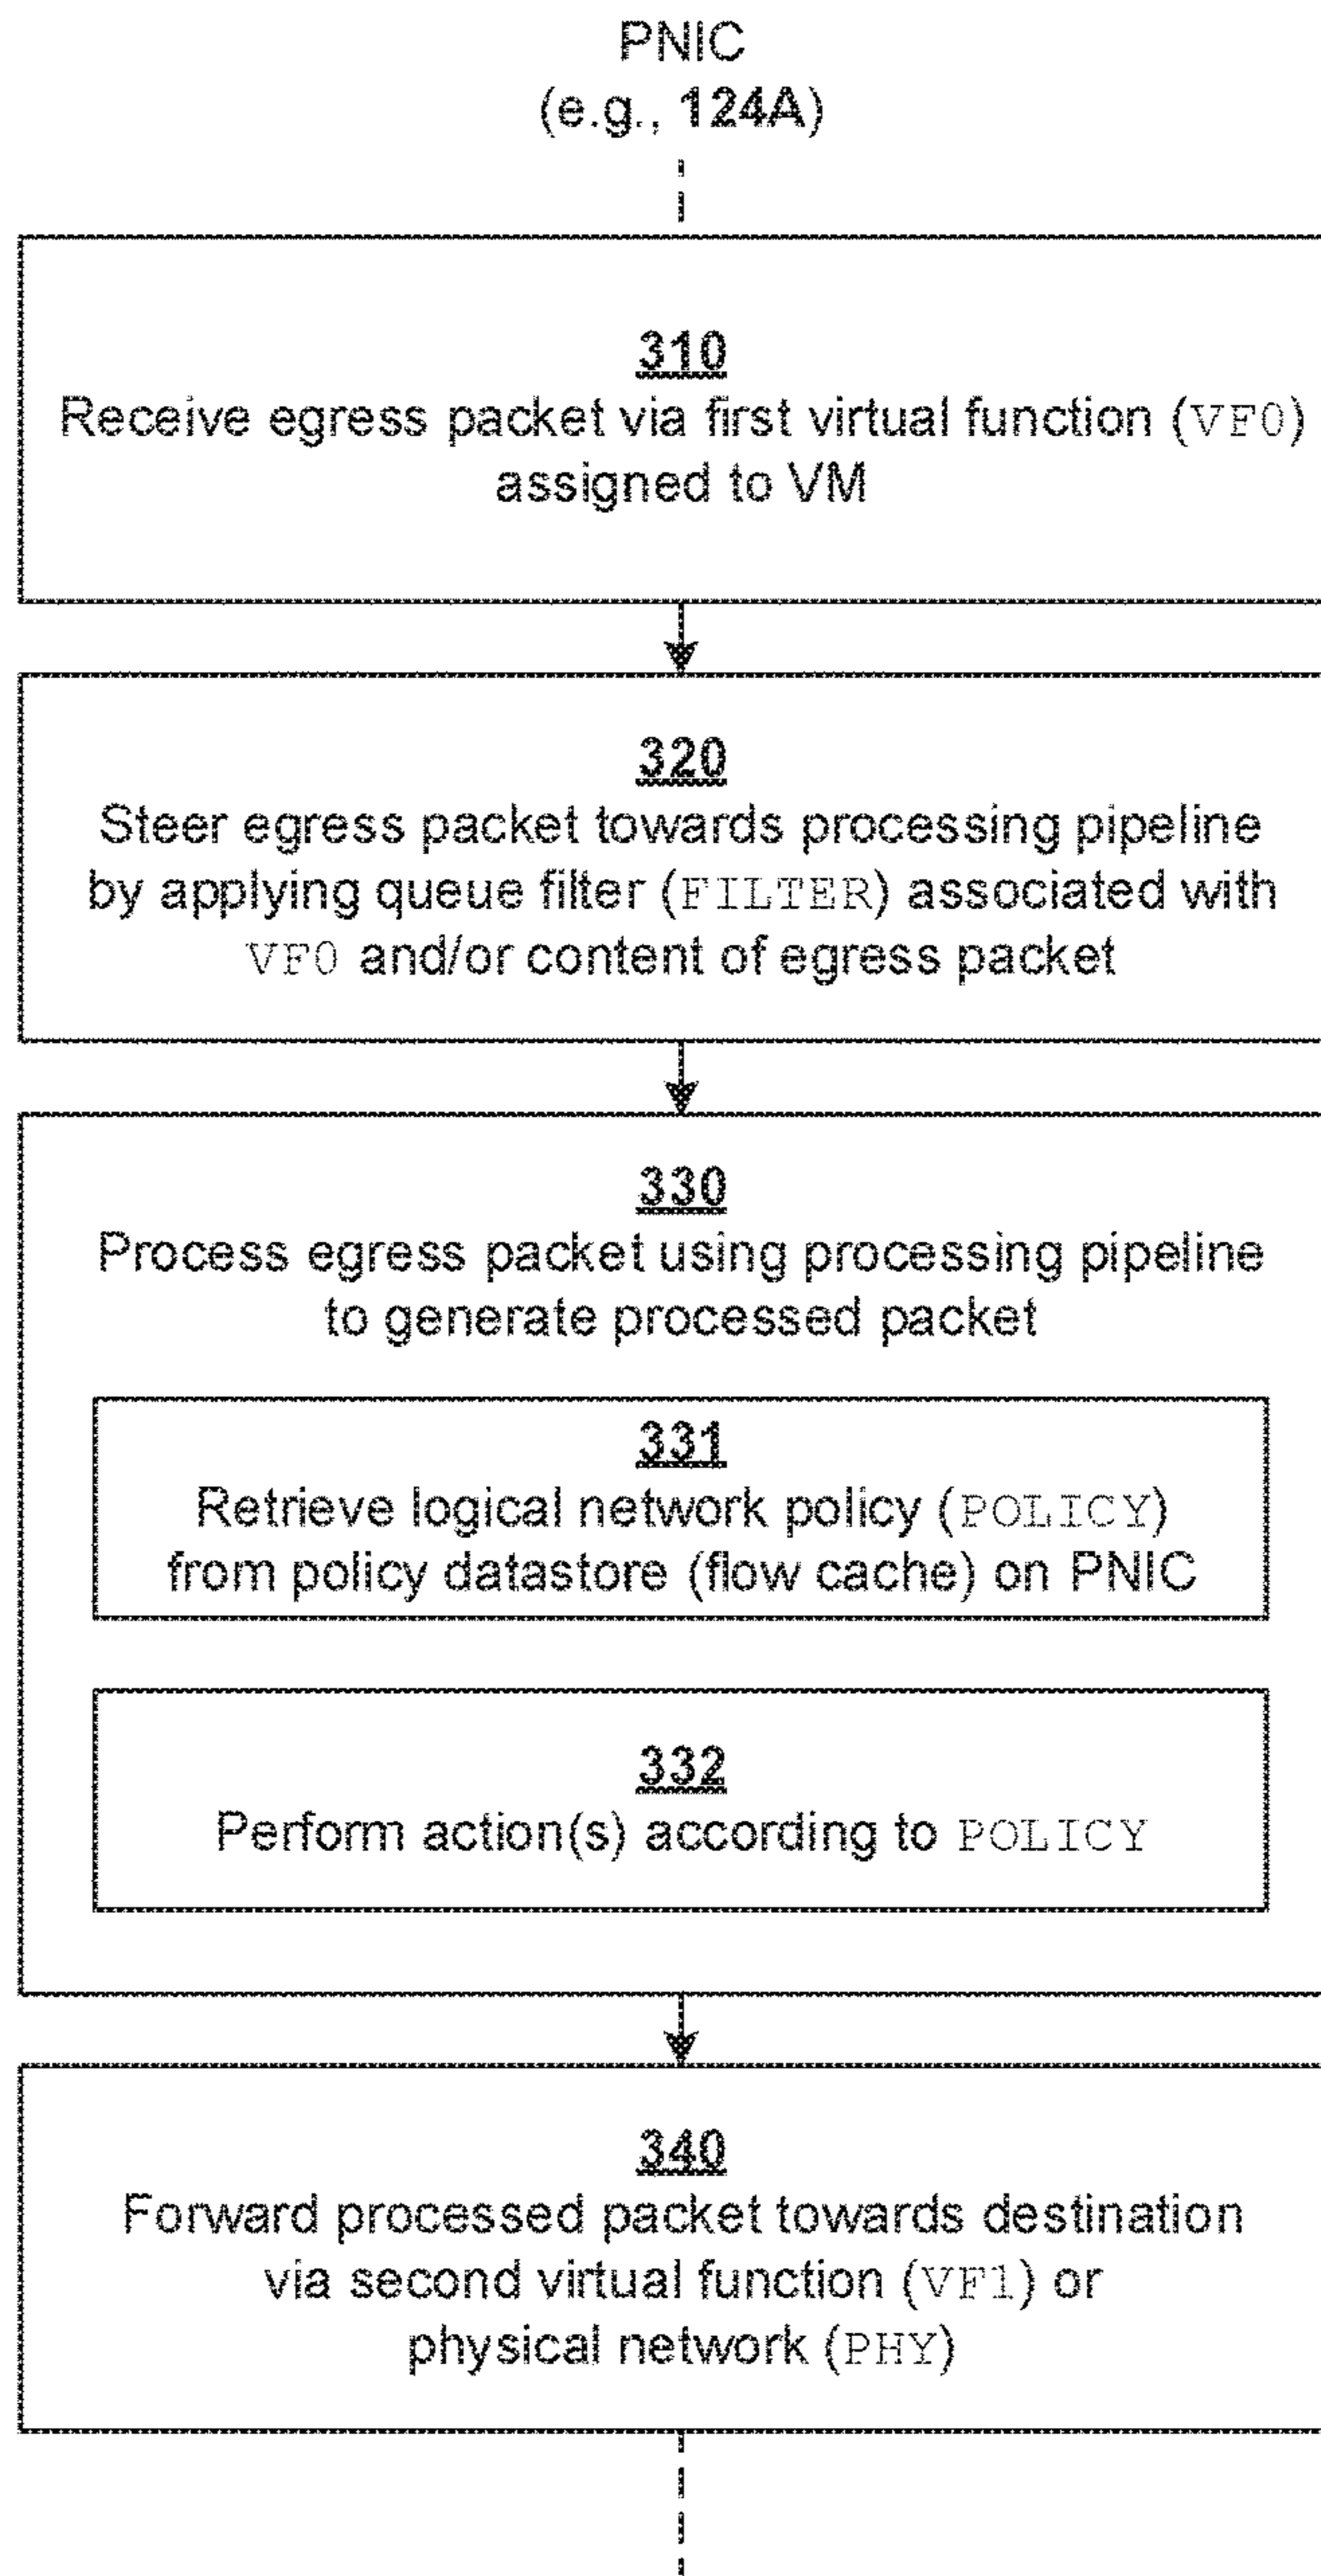 PNIC
(e.g., 124A)
310
Receive egress packet via first virtual function (VF0)
assigned to VM
320
Steer egress packet towards processing pipeline
by applying queue filter (FILTER) associated with
VF0 and/or content of egress packet
330
Process egress packet using processing pipeline
to generate processed packet
331
Retrieve logical network policy (POLICY)
from policy datastore (flow cache) on PNIC
332
Perform action(s) according to POLICY
340
Forward processed packet towards destination
via second virtual function (VF1) or
physical network (PHY)